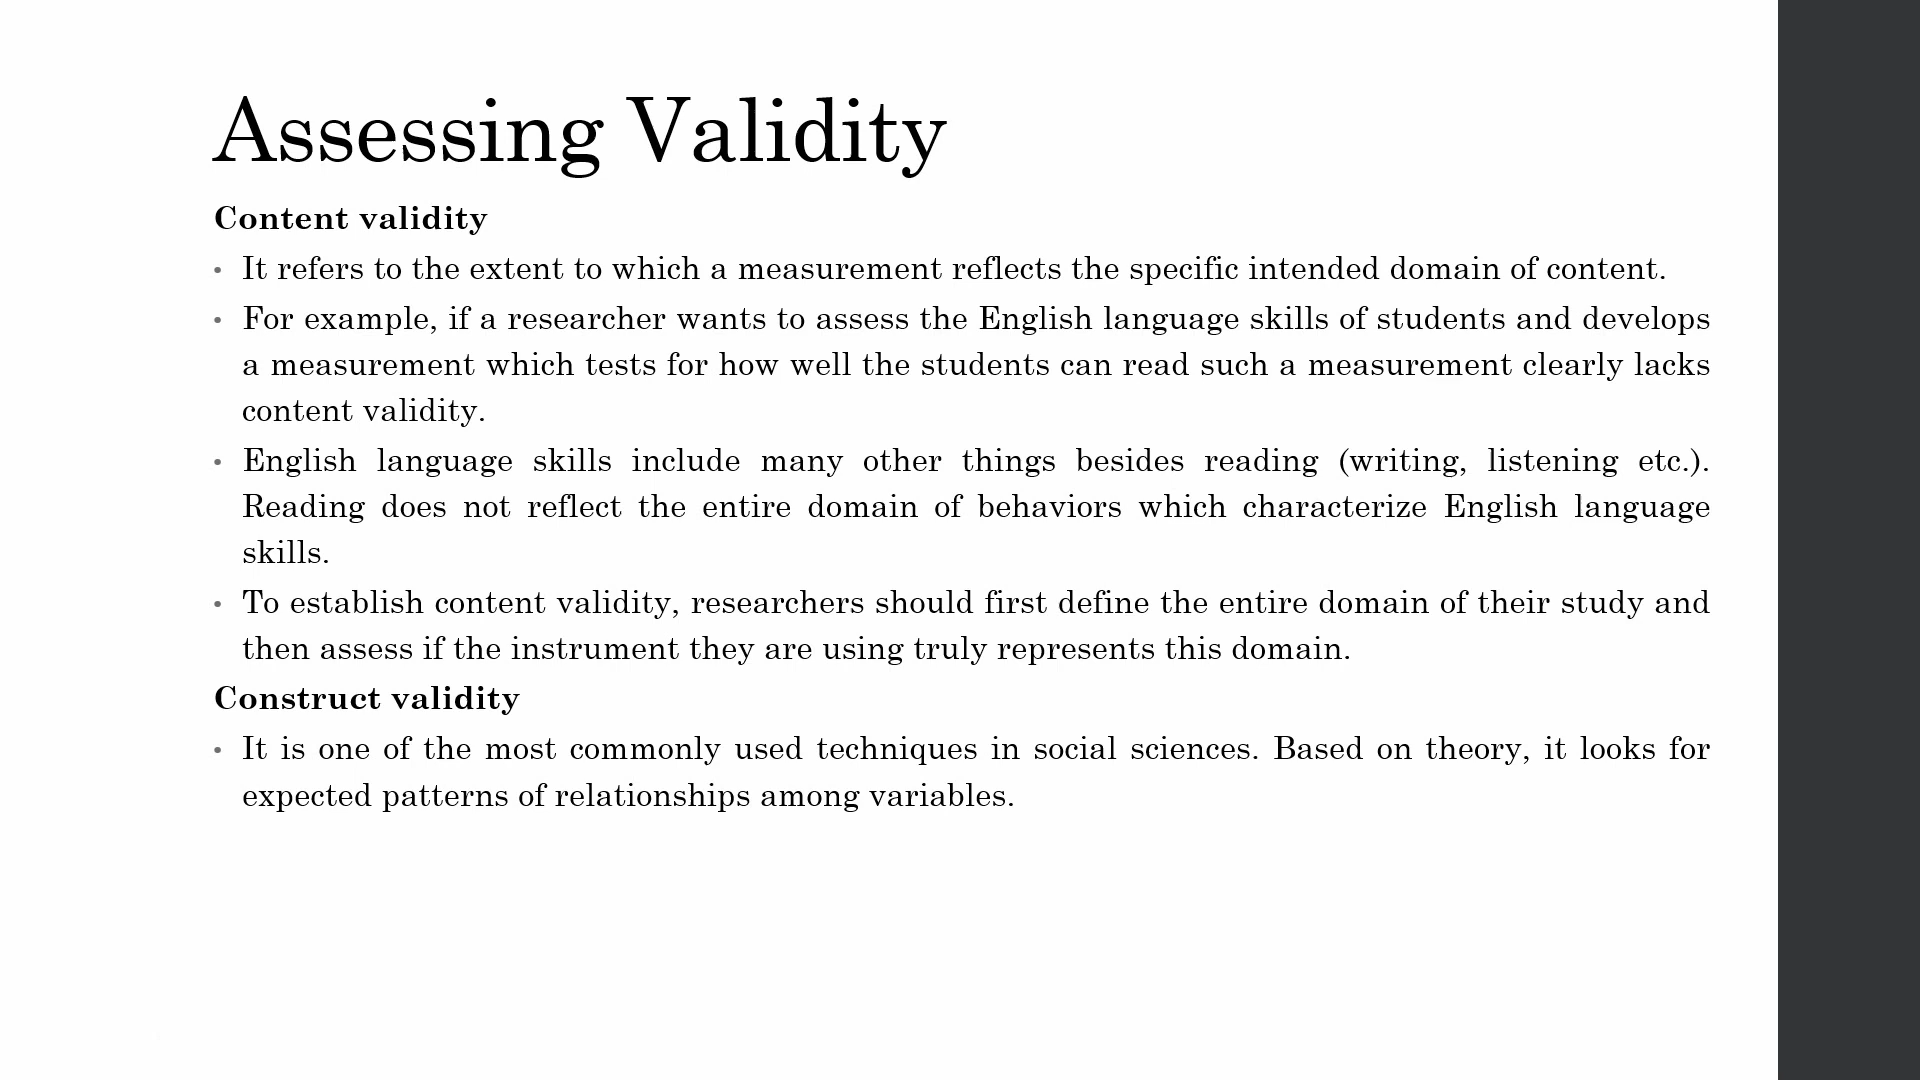 Assessing Validity
Content validity
• It refers to the extent to which a measurement reflects the specific intended domain of content.
• For example, if a researcher wants to assess the English language skills of students and develops
a measurement which tests for how well the students can read such a measurement clearly lacks
content validity.
• English language skills include many other things besides reading (writing, listening etc.).
Reading does not reflect the entire domain of behaviors which characterize English language
skills.
• To establish content validity, researchers should first define the entire domain of their study and
then assess if the instrument they are using truly represents this domain.
Construct validity
• It is one of the most commonly used techniques in social sciences. Based on theory, it looks for
expected patterns of relationships among variables.